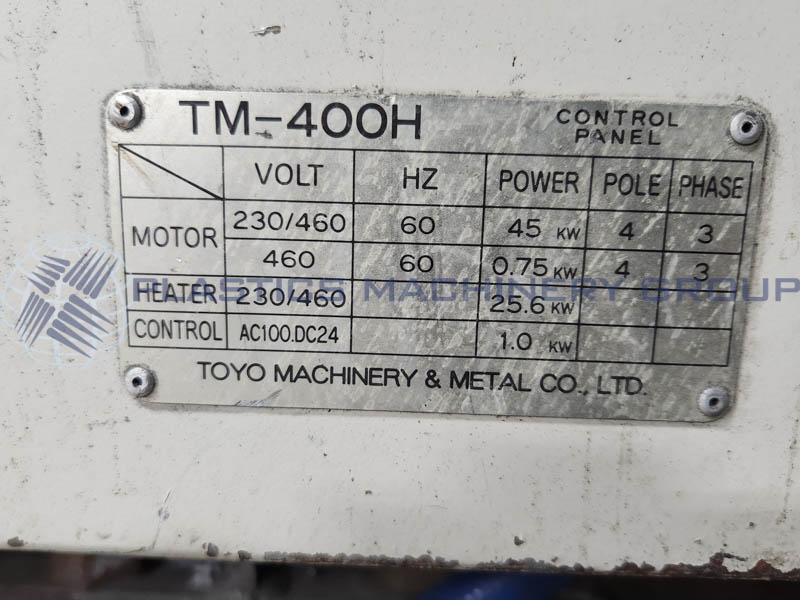 TM-400H CONTROL PANEL
VOLT HZ POWER POLE PHASE
MOTOR 230/460 60 45 KW 4 3
460 60 0.75 KW 4 3
HEATER 230/460 25.6 KW
CONTROL AC100.DC24 1.0 KW
TOYO MACHINERY & METAL CO., LTD.
PLASTICS MACHINERY GROUP